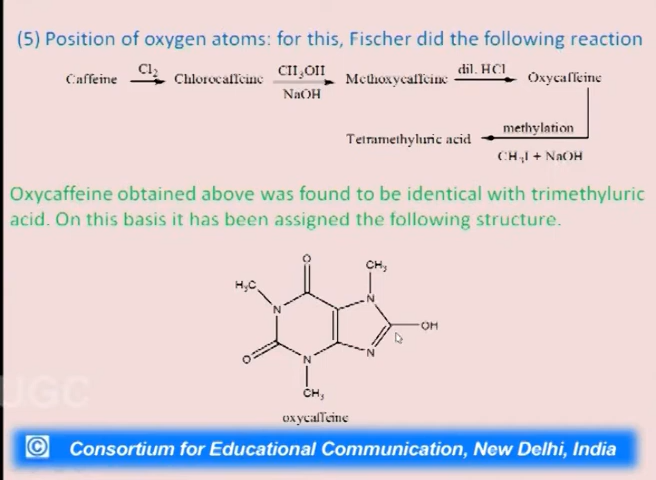 (5) Position of oxygen atoms: for this, Fischer did the following reaction
Caffeine Cl2 Chlorocaffeine CH3OH NaOH Methoxycaffeine dil. HCl Oxycaffeine
Tetramethyluric acid methylation CH3I + NaOH
Oxycaffeine obtained above was found to be identical with trimethyluric
acid. On this basis it has been assigned the following structure.
O CH3
H3C
N N
OH
O N N
CH3
oxycaffeine
UGC
© Consortium for Educational Communication, New Delhi, India